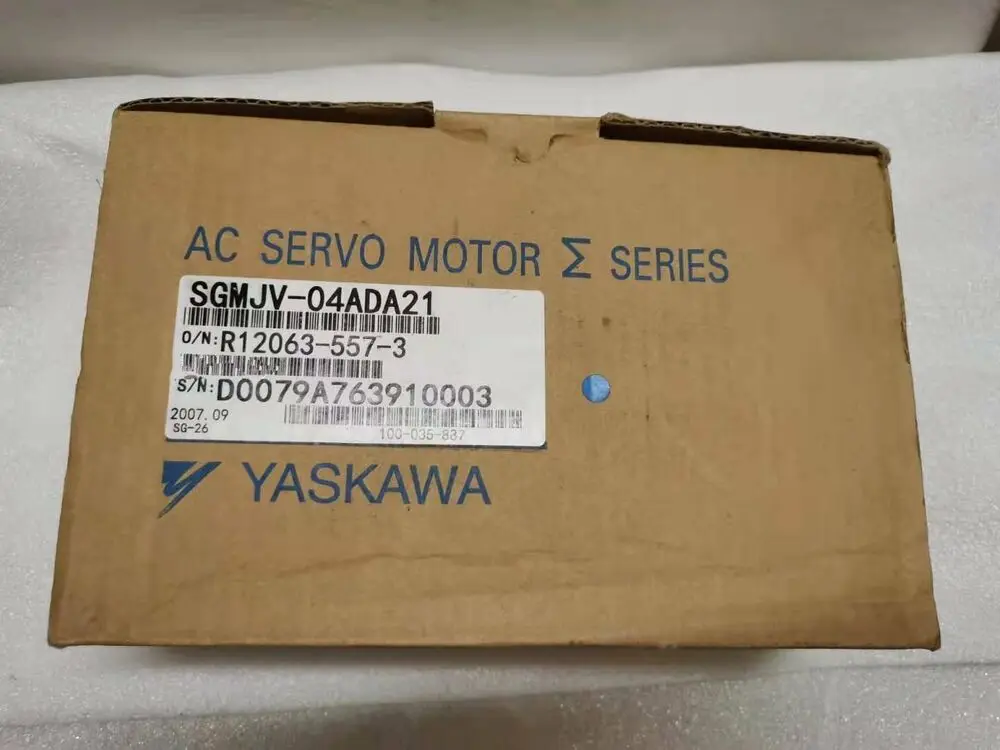 AC SERVO MOTOR Σ SERIES
SGMJV-04ADA21
O/N:R12063-557-3
S/N:D0079A763910003
2007.09
SG-26
100-035-837
YASKAWA